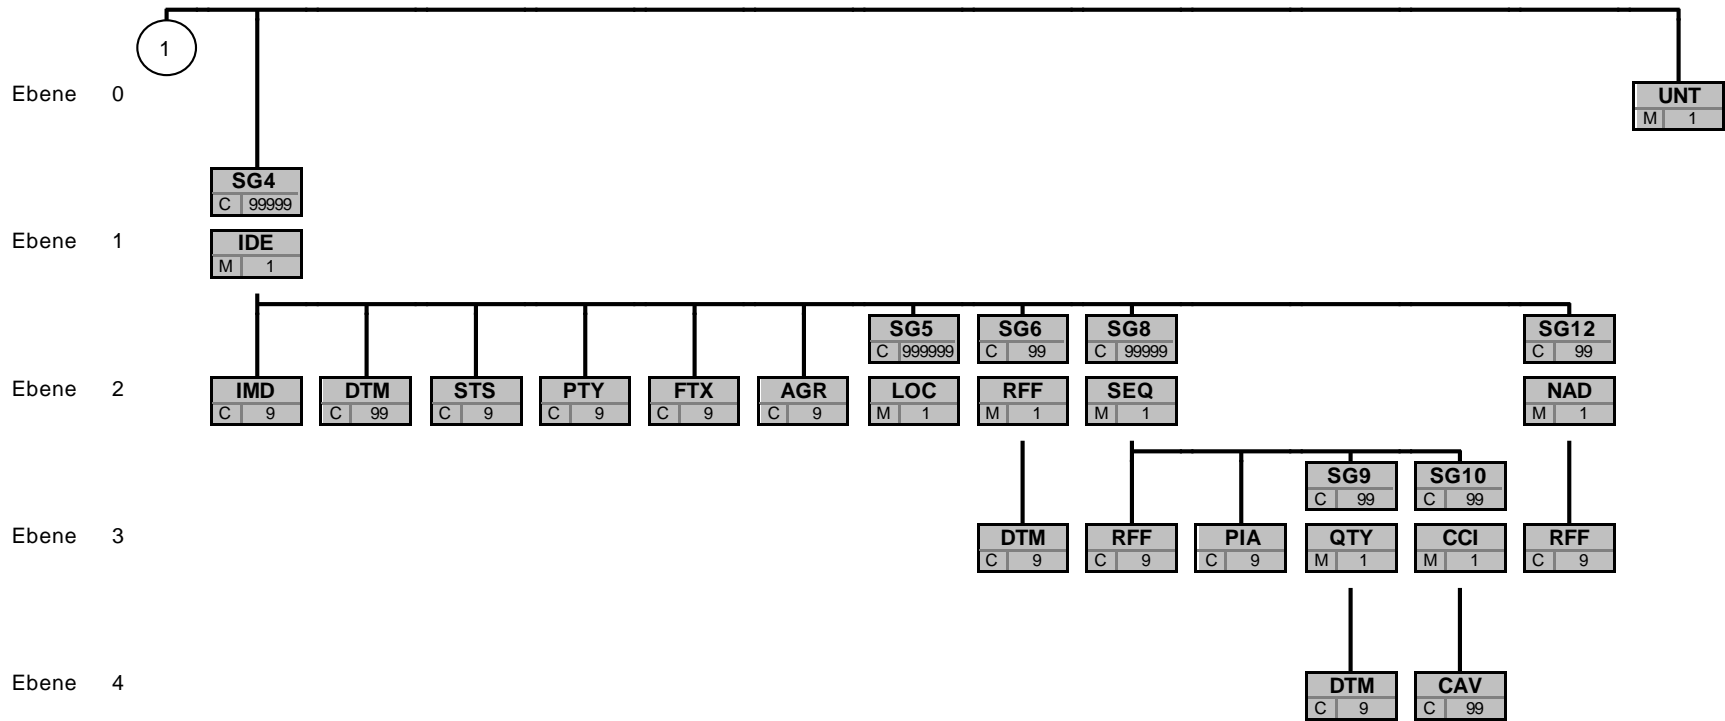 1
Ebene 0
UNT
M 1
SG4
C 99999
Ebene 1
IDE
M 1
SG5 SG6 SG8 SG12
C 999999 C 99 C 99999 C 99
Ebene 2
IMD DTM STS PTY FTX AGR LOC RFF SEQ NAD
C 9 C 99 C 9 C 9 C 9 C 9 M 1 M 1 M 1 M 1
SG9 SG10
C 99 C 99
Ebene 3
DTM RFF PIA QTY CCI RFF
C 9 C 9 C 9 M 1 M 1 C 9
Ebene 4
DTM CAV
C 9 C 99